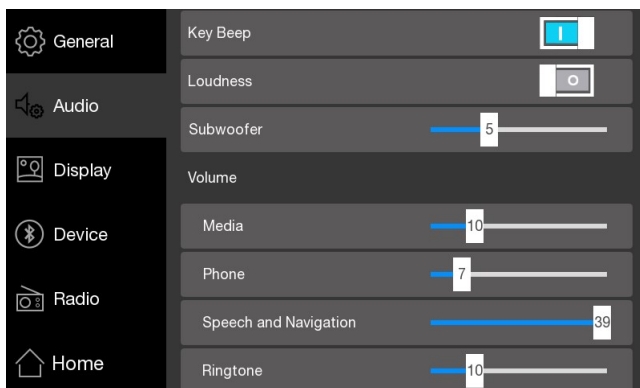 General
Audio
Display
Device
Radio
Home
Key Beep
Loudness
Subwoofer 5
Volume
Media 10
Phone 7
Speech and Navigation 39
Ringtone 10